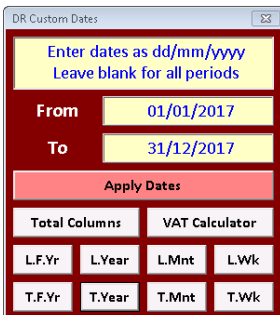 DR Custom Dates
Enter dates as dd/mm/yyyy
Leave blank for all periods
From 01/01/2017
To 31/12/2017
Apply Dates
Total Columns VAT Calculator
L.F.Yr L.Year L.Mnt L.Wk
T.F.Yr T.Year T.Mnt T.Wk